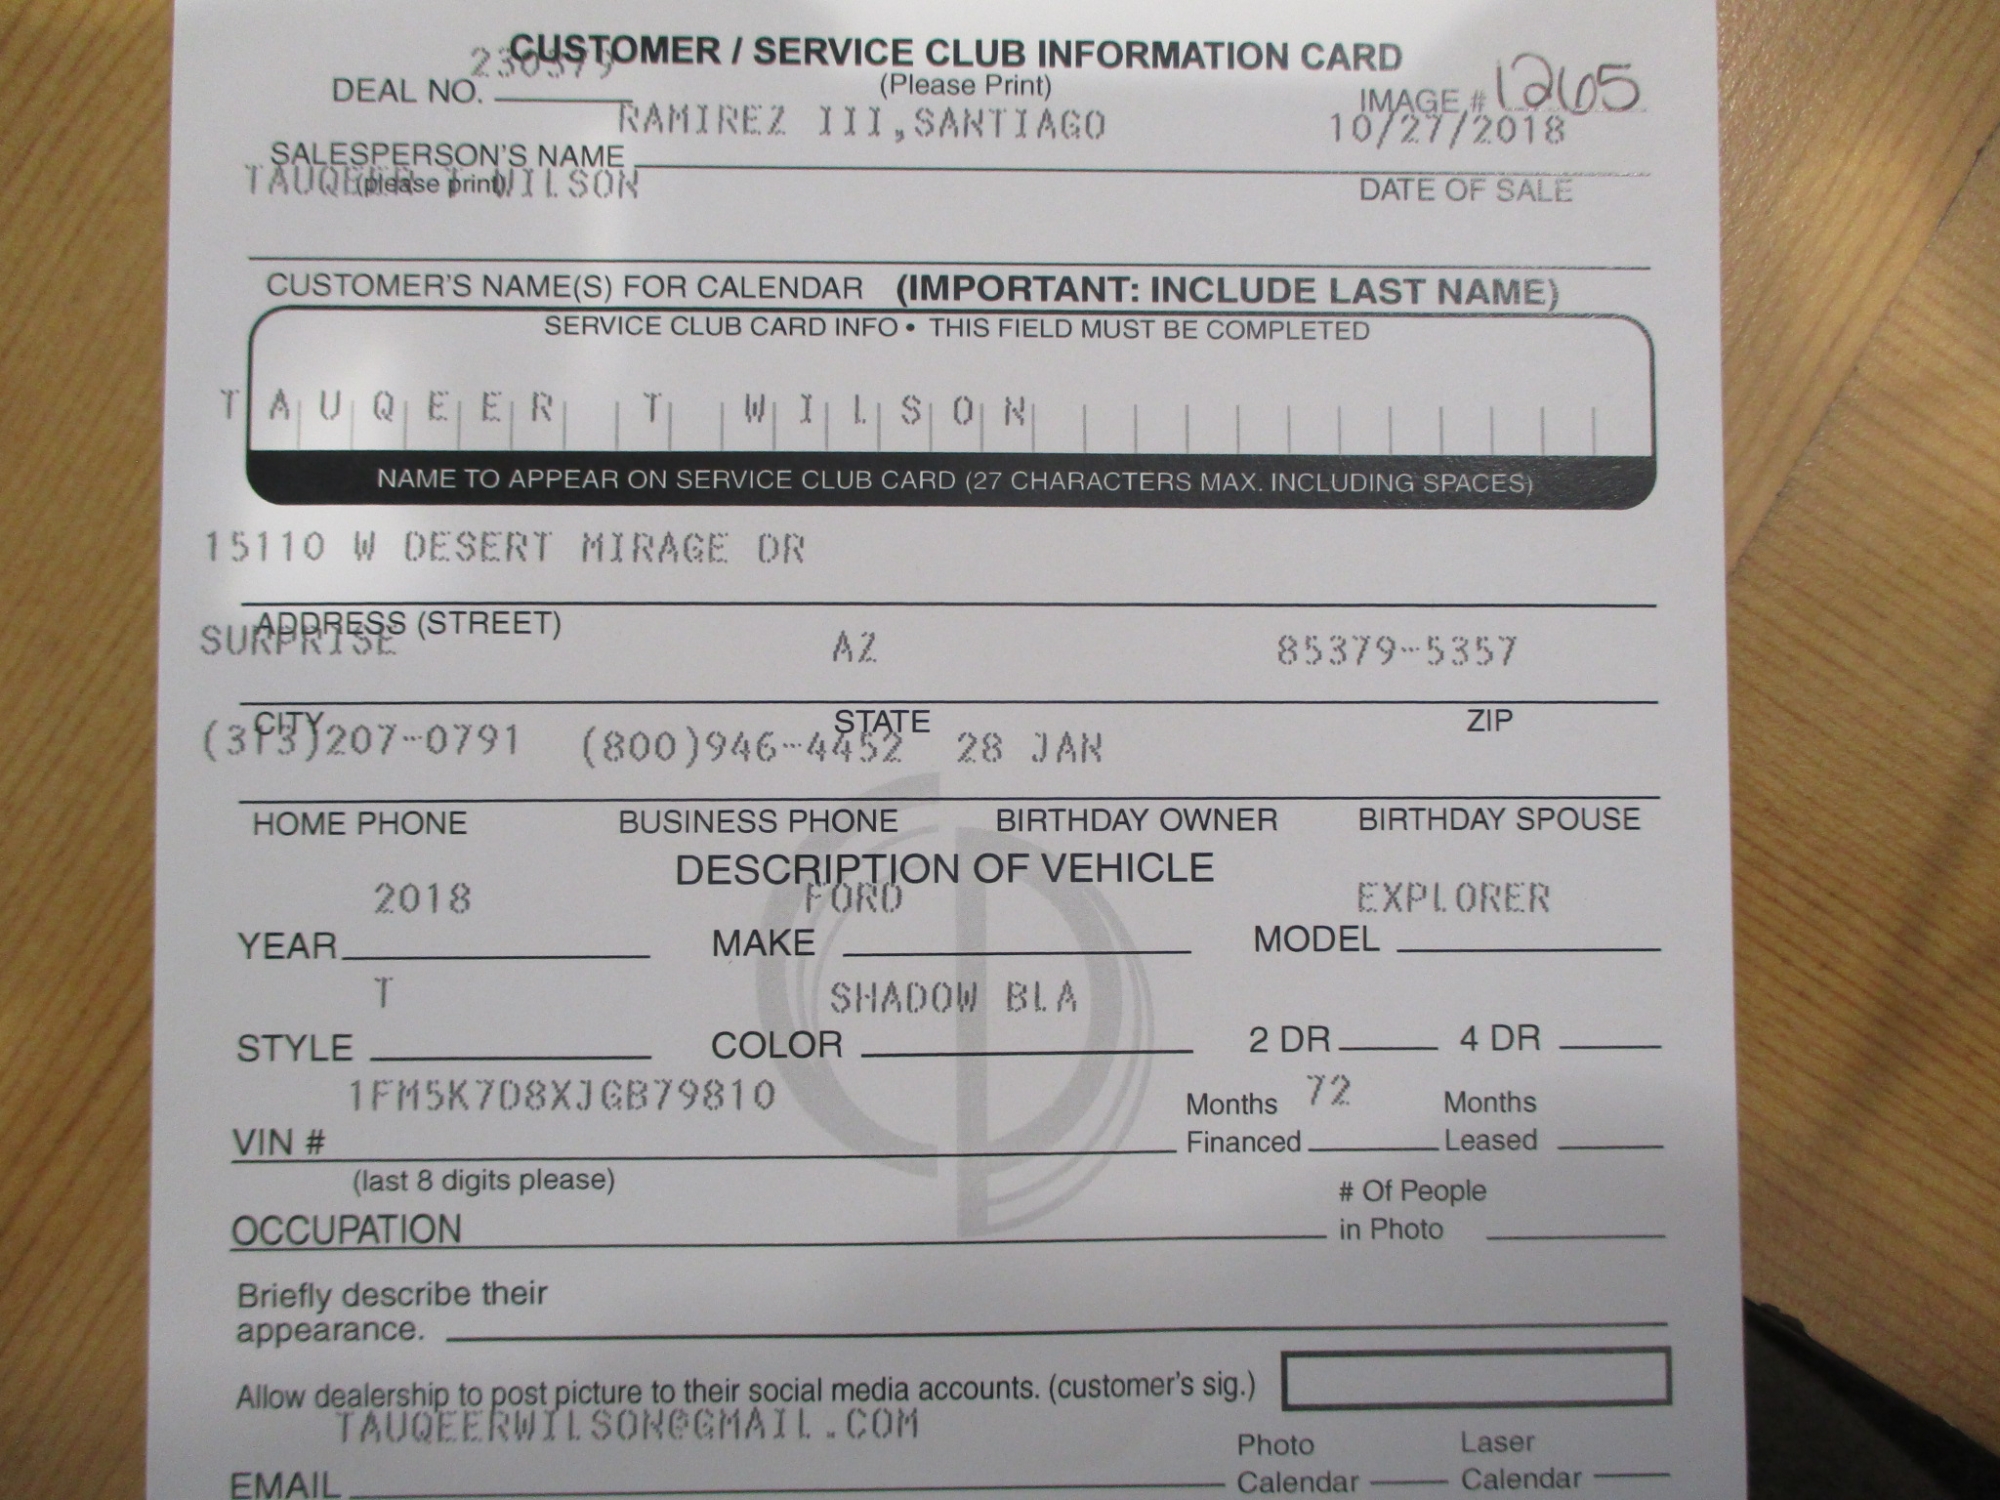 CUSTOMER / SERVICE CLUB INFORMATION CARD
230379
DEAL NO.
(Please Print)
IMAGE # 1265
RAMIREZ III,SANTIAGO
10/27/2018
SALESPERSON'S NAME
(please print)
TAUQEER T WILSON
DATE OF SALE
CUSTOMER'S NAME(S) FOR CALENDAR (IMPORTANT: INCLUDE LAST NAME)
SERVICE CLUB CARD INFO • THIS FIELD MUST BE COMPLETED
TAUQEER T WILSON
NAME TO APPEAR ON SERVICE CLUB CARD (27 CHARACTERS MAX. INCLUDING SPACES)
15110 W DESERT MIRAGE DR
ADDRESS (STREET)
SURPRISE AZ 85379-5357
CITY STATE ZIP
(313)207-0791 (800)946-4452 28 JAN
HOME PHONE BUSINESS PHONE BIRTHDAY OWNER BIRTHDAY SPOUSE
DESCRIPTION OF VEHICLE
2018 FORD EXPLORER
YEAR MAKE MODEL
T SHADOW BLA
STYLE COLOR 2 DR 4 DR
1FM5K7D8XJGB79810
Months 72 Months
VIN # Financed Leased
(last 8 digits please)
# Of People
OCCUPATION in Photo
Briefly describe their
appearance.
Allow dealership to post picture to their social media accounts. (customer's sig.)
TAUQEERWILSON@GMAIL.COM
Photo Laser
EMAIL Calendar Calendar